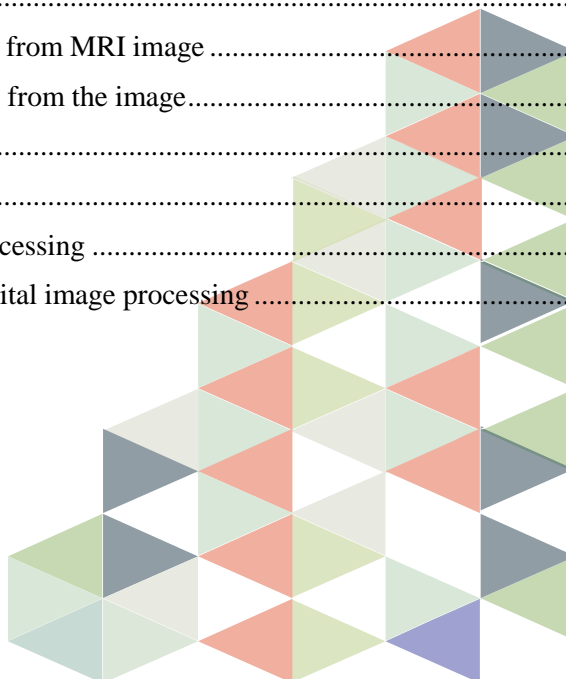 ................................................
from MRI image ................................................
from the image................................................
................................................
................................................
cessing ................................................
ital image processing ................................................